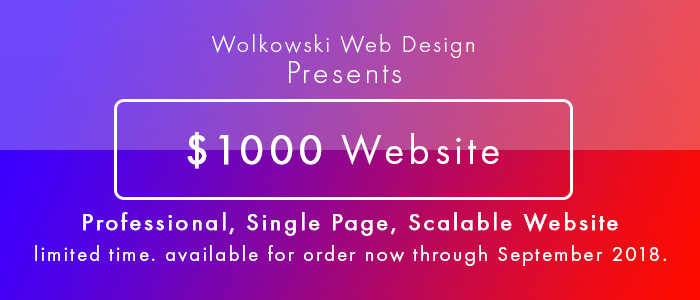 Wolkowski Web Design
Presents
$1000 Website
Professional, Single Page, Scalable Website
limited time. available for order now through September 2018.